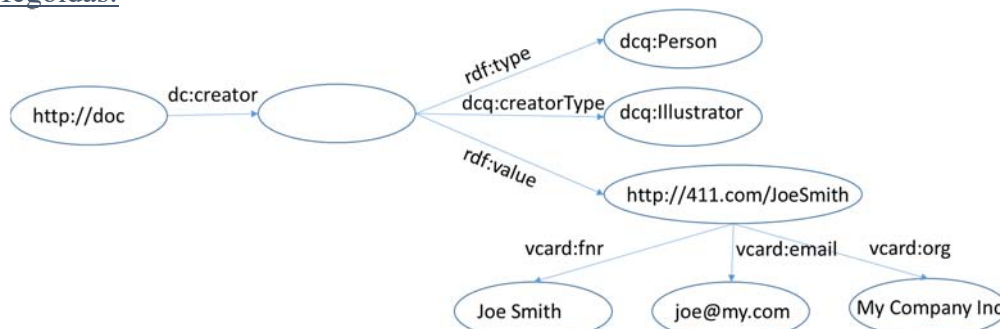 dcq:Person
rdf:type
dc:creator
dcq:creatorType
http://doc
dcq:Illustrator
rdf:value
http://411.com/JoeSmith
vcard:fnr
vcard:email
vcard:org
Joe Smith
joe@my.com
My Company Inc